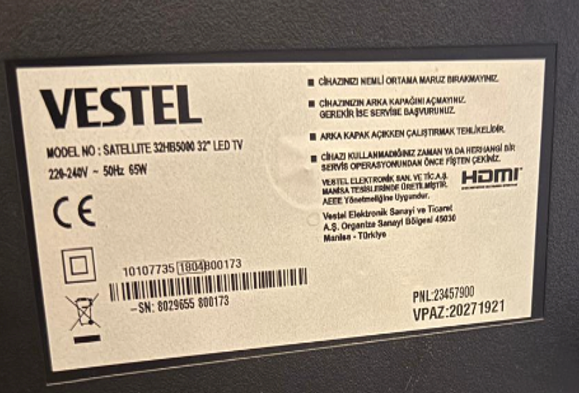 VESTEL
MODEL NO : SATELLITE 32HB5000 32" LED TV
220-240V ~ 50Hz 65W
CE
10107735 1804800173
-SN: 8029655 800173
■ CİHAZINIZI NEMLİ ORTAMA MARUZ BIRAKMAYINIZ.
■ CİHAZINIZIN ARKA KAPAĞINI AÇMAYINIZ.
GEREKİR İSE SERVİSE BAŞVURUNUZ.
■ ARKA KAPAK AÇIKKEN ÇALIŞTIRMAK TEHLİKELİDİR.
■ CİHAZI KULLANMADIĞINIZ ZAMAN YA DA HERHANGİ BİR
SERVİS OPERASYONUNDAN ÖNCE FİŞTEN ÇEKİNİZ.
VESTEL ELEKTRONİK SAN. VE TİC.A.Ş.
MANİSA TESİSLERİNDE ÜRETİLMİŞTİR.
AEEE Yönetmeliğine Uygundur.
HDMI
Vestel Elektronik Sanayi ve Ticaret
A.Ş. Organize Sanayi Bölgesi 45030
Manisa - Türkiye
PNL:23457900
VPAZ:20271921